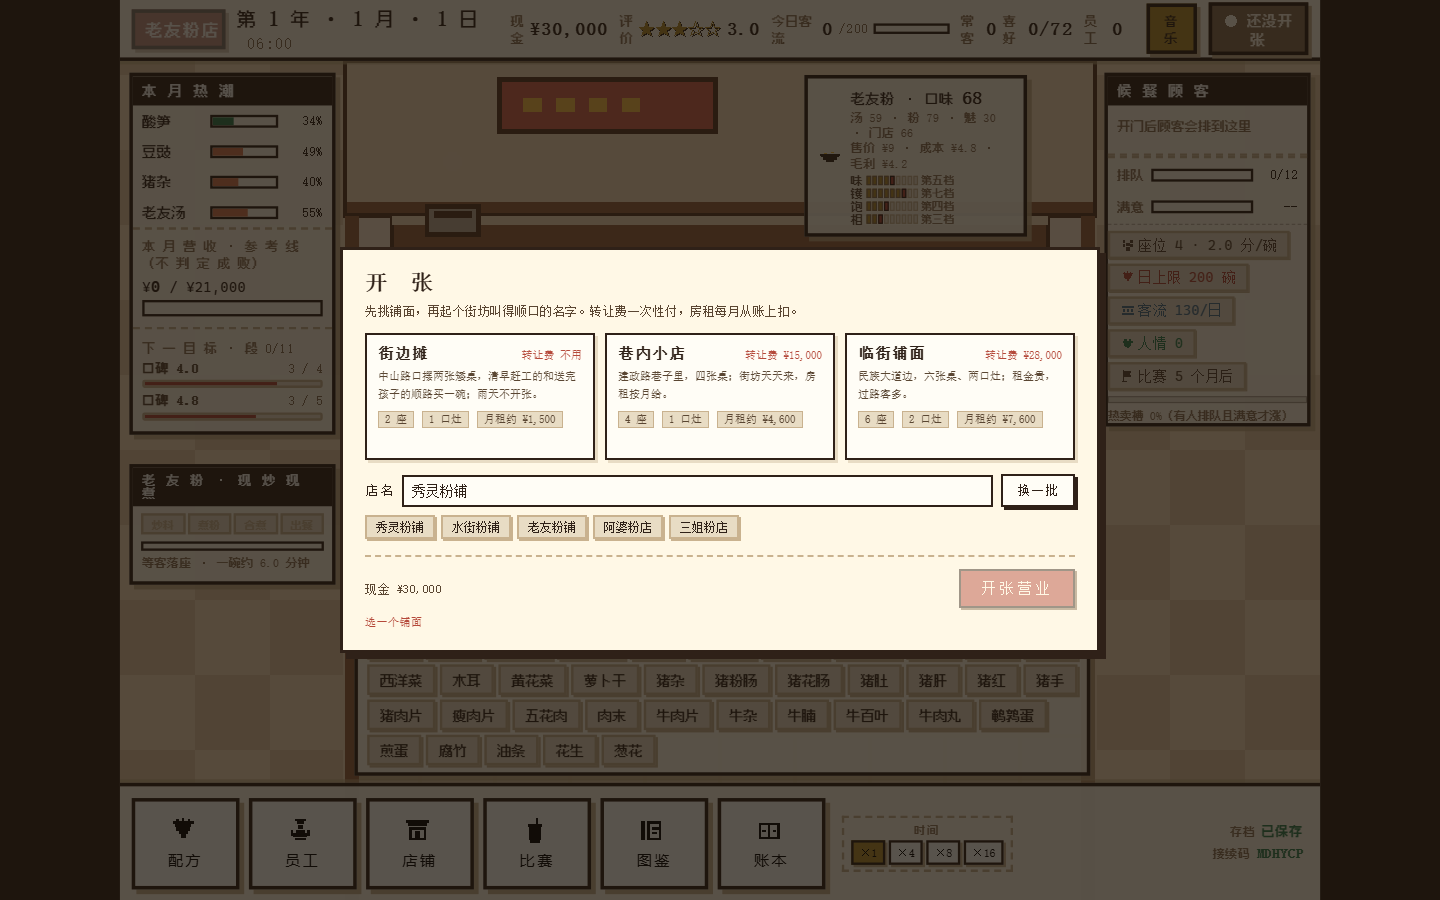 老友粉店
第 1 年 · 1 月 · 1 日
06:00
现金 ¥30,000
评价 ★★★☆☆ 3.0
今日客流 0 /200
常客 0
喜好 0/72
员工 0
音乐
还没开张
本月热潮
酸笋 34%
豆豉 49%
猪杂 40%
老友汤 55%
本月营收 · 参考线
(不判定成败)
¥0 / ¥21,000
下一目标 · 段 0/11
口碑 4.0 3 / 4
口碑 4.8 3 / 5
老友粉 · 现炒现煮
等客落座 · 一碗约 6.0 分钟
老友粉 · 口味 68
汤 59 · 粉 79 · 魅 30
· 门店 66
售价 ¥9 · 成本 ¥4.8 ·
毛利 ¥4.2
味 第五档
镬 第七档
饱 第四档
相 第三档
候餐顾客
开门后顾客会排到这里
排队 0/12
满意 --
座位 4 · 2.0 分/碗
日上限 200 碗
客流 130/日
人情 0
比赛 5 个月后
热卖榜 0% (有人排队且满意才涨)
开 张
先挑铺面，再起个街坊叫得顺口的名字。转让费一次性付，房租每月从账上扣。
街边摊 转让费 不用
中山路口摆两张矮桌，清早赶工的和送完
孩子的顺路买一碗；雨天不开张。
2 座 1 口灶 月租约 ¥1,500
巷内小店 转让费 ¥15,000
建政路巷子里，四张桌；街坊天天来，房
租按月给。
4 座 1 口灶 月租约 ¥4,600
临街铺面 转让费 ¥28,000
民族大道边，六张桌、两口灶；租金贵，
过路客多。
6 座 2 口灶 月租约 ¥7,600
店名 秀灵粉铺 换一批
秀灵粉铺 水街粉铺 老友粉铺 阿婆粉店 三姐粉店
现金 ¥30,000
开张营业
选一个铺面
西洋菜 木耳 黄花菜 萝卜干 猪杂 猪粉肠 猪花肠 猪肚 猪肝 猪红 猪手
猪肉片 瘦肉片 五花肉 肉末 牛肉片 牛杂 牛腩 牛百叶 牛肉丸 鹌鹑蛋
煎蛋 腐竹 油条 花生 葱花
配方 员工 店铺 比赛 图鉴 账本
时间
×1 ×4 ×8 ×16
存档 已保存
接续码 MDHYCP